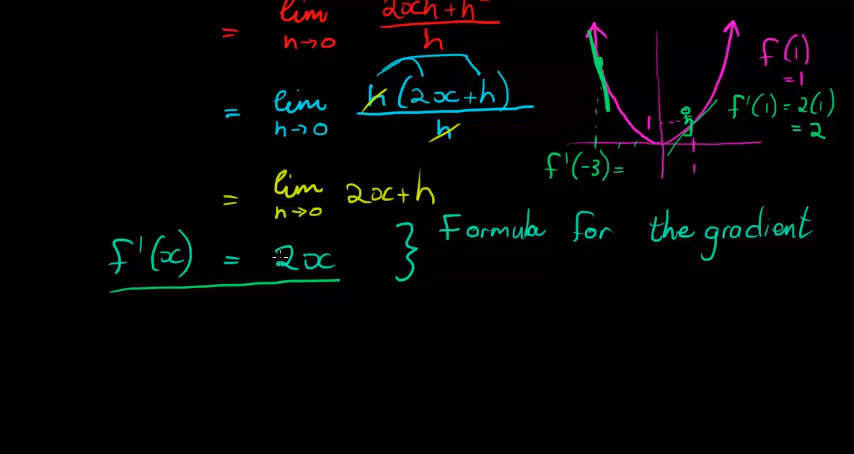 = lim h→0 2xh + h² / h
= lim h→0 h(2x+h) / h
= lim h→0 2x+h
f'(x) = 2x } Formula for the gradient
f(1)
=1
f'(1) = 2(1)
= 2
1
f'(-3) =
1